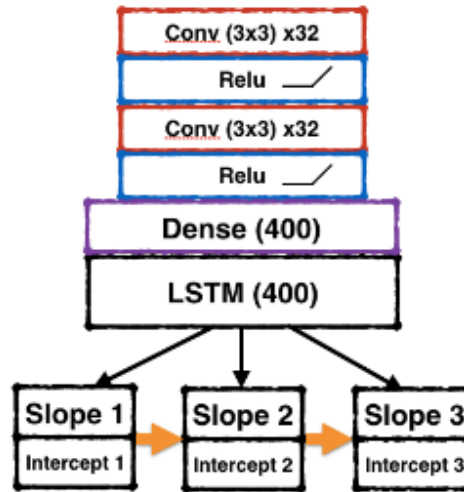 Conv (3x3) x32
Relu
Conv (3x3) x32
Relu
Dense (400)
LSTM (400)
Slope 1 Slope 2 Slope 3
Intercept 1 Intercept 2 Intercept 3